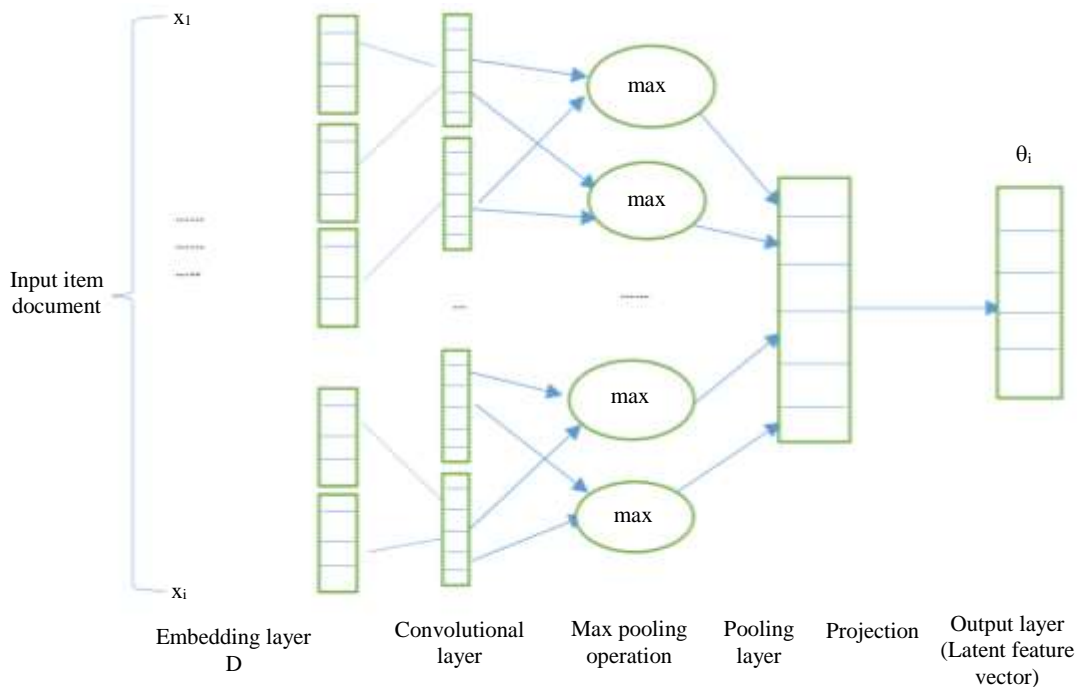 x1
max
θi
max
Input item
document
max
max
xi
Embedding layer
D
Convolutional
layer
Max pooling
operation
Pooling
layer
Projection
Output layer
(Latent feature
vector)